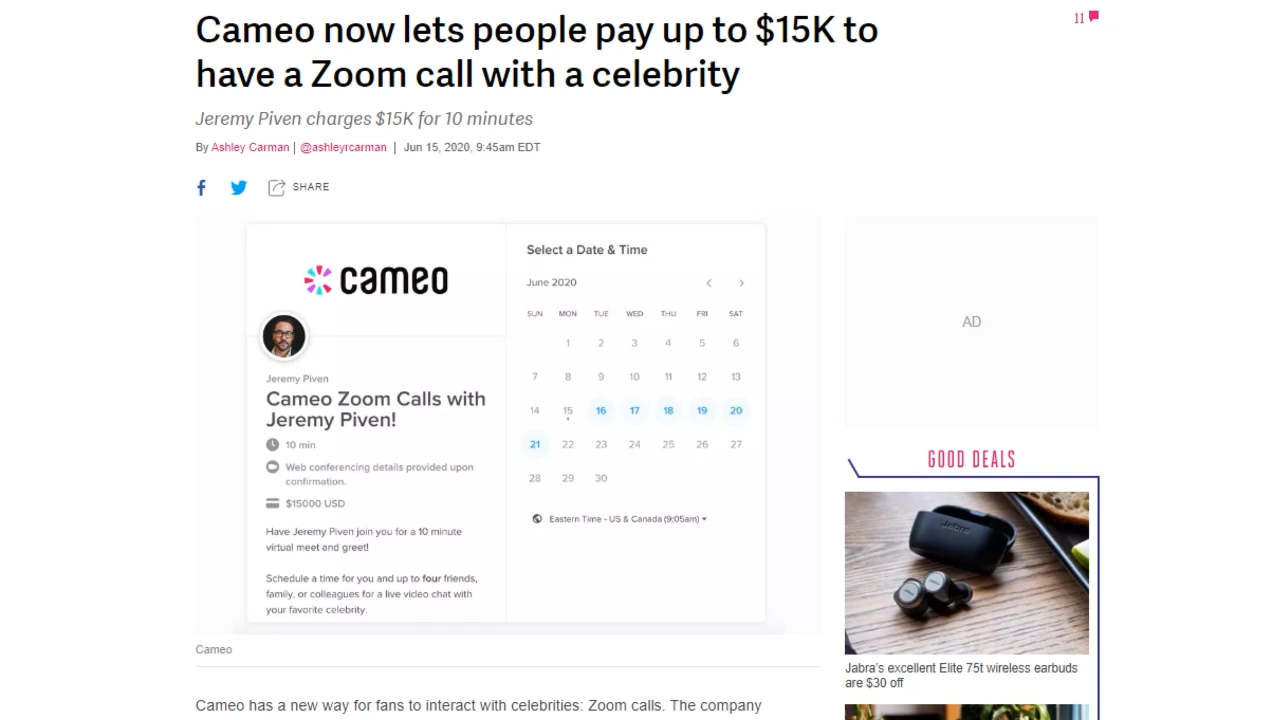 Cameo now lets people pay up to $15K to
have a Zoom call with a celebrity
11
Jeremy Piven charges $15K for 10 minutes
By Ashley Carman | @ashleyrcarman | Jun 15, 2020, 9:45am EDT
SHARE
cameo
Jeremy Piven
Cameo Zoom Calls with
Jeremy Piven!
10 min
Web conferencing details provided upon
confirmation.
$15000 USD
Have Jeremy Piven join you for a 10 minute
virtual meet and greet!
Schedule a time for you and up to four friends,
family, or colleagues for a live video chat with
your favorite celebrity.
Select a Date & Time
June 2020
SUN MON TUE WED THU FRI SAT
1 2 3 4 5 6
7 8 9 10 11 12 13
14 15 16 17 18 19 20
21 22 23 24 25 26 27
28 29 30
Eastern Time - US & Canada (9:05am)
Cameo
Cameo has a new way for fans to interact with celebrities: Zoom calls. The company
AD
GOOD DEALS
Jabra
Jabra's excellent Elite 75t wireless earbuds
are $30 off